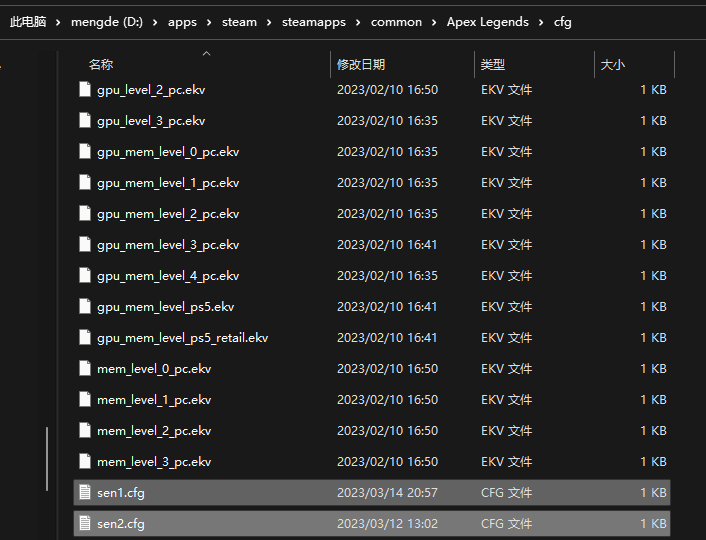 此电脑 › mengde (D:) › apps › steam › steamapps › common › Apex Legends › cfg
名称 修改日期 类型 大小
gpu_level_2_pc.ekv 2023/02/10 16:50 EKV 文件 1 KB
gpu_level_3_pc.ekv 2023/02/10 16:35 EKV 文件 1 KB
gpu_mem_level_0_pc.ekv 2023/02/10 16:35 EKV 文件 1 KB
gpu_mem_level_1_pc.ekv 2023/02/10 16:35 EKV 文件 1 KB
gpu_mem_level_2_pc.ekv 2023/02/10 16:35 EKV 文件 1 KB
gpu_mem_level_3_pc.ekv 2023/02/10 16:41 EKV 文件 1 KB
gpu_mem_level_4_pc.ekv 2023/02/10 16:35 EKV 文件 1 KB
gpu_mem_level_ps5.ekv 2023/02/10 16:41 EKV 文件 1 KB
gpu_mem_level_ps5_retail.ekv 2023/02/10 16:41 EKV 文件 1 KB
mem_level_0_pc.ekv 2023/02/10 16:50 EKV 文件 1 KB
mem_level_1_pc.ekv 2023/02/10 16:50 EKV 文件 1 KB
mem_level_2_pc.ekv 2023/02/10 16:50 EKV 文件 1 KB
mem_level_3_pc.ekv 2023/02/10 16:50 EKV 文件 1 KB
sen1.cfg 2023/03/14 20:57 CFG 文件 1 KB
sen2.cfg 2023/03/12 13:02 CFG 文件 1 KB